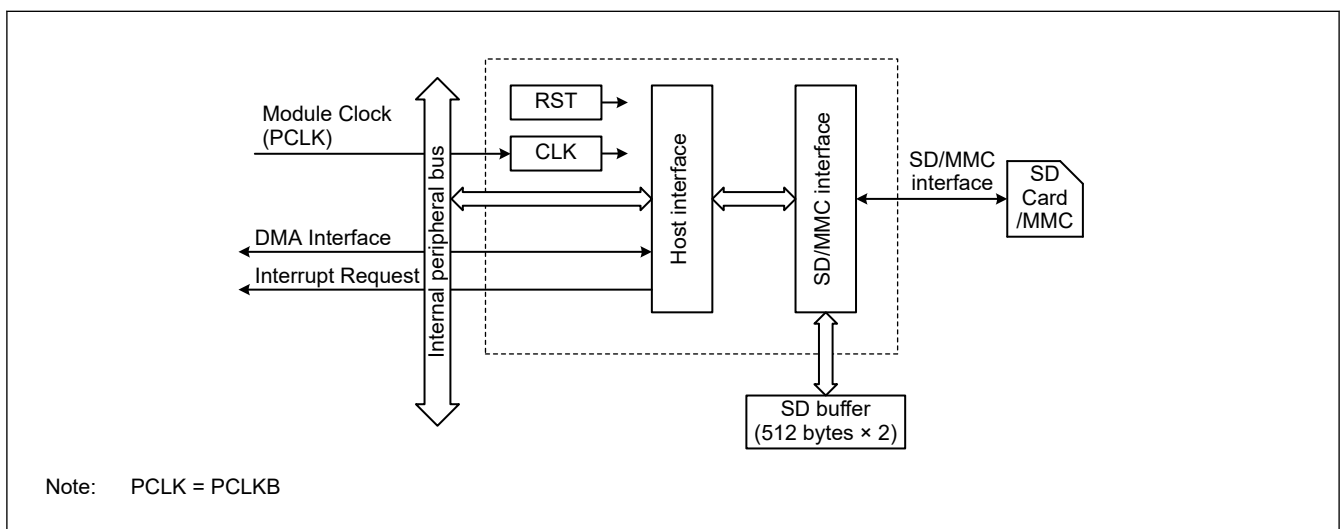 Module Clock
(PCLK)
RST
CLK
Internal peripheral bus
Host interface
SD/MMC interface
SD/MMC
interface
SD
Card
/MMC
DMA Interface
Interrupt Request
SD buffer
(512 bytes × 2)
Note: PCLK = PCLKB